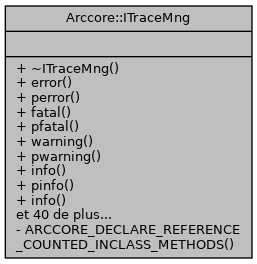 Arccore::ITraceMng
+ ~ITraceMng()
+ error()
+ perror()
+ fatal()
+ pfatal()
+ warning()
+ pwarning()
+ info()
+ pinfo()
+ info()
et 40 de plus...
- ARCCORE_DECLARE_REFERENCE
_COUNTED_INCLASS_METHODS()